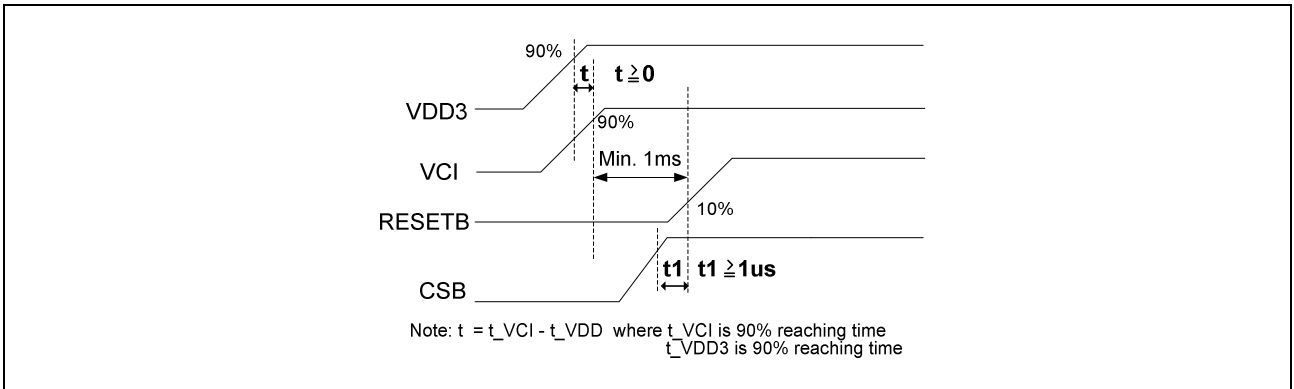 90%
t t ≧ 0
VDD3
90%
Min. 1ms
VCI
10%
RESETB
t1 t1 ≧ 1us
CSB
Note: t = t_VCI - t_VDD where t_VCI is 90% reaching time
t_VDD3 is 90% reaching time